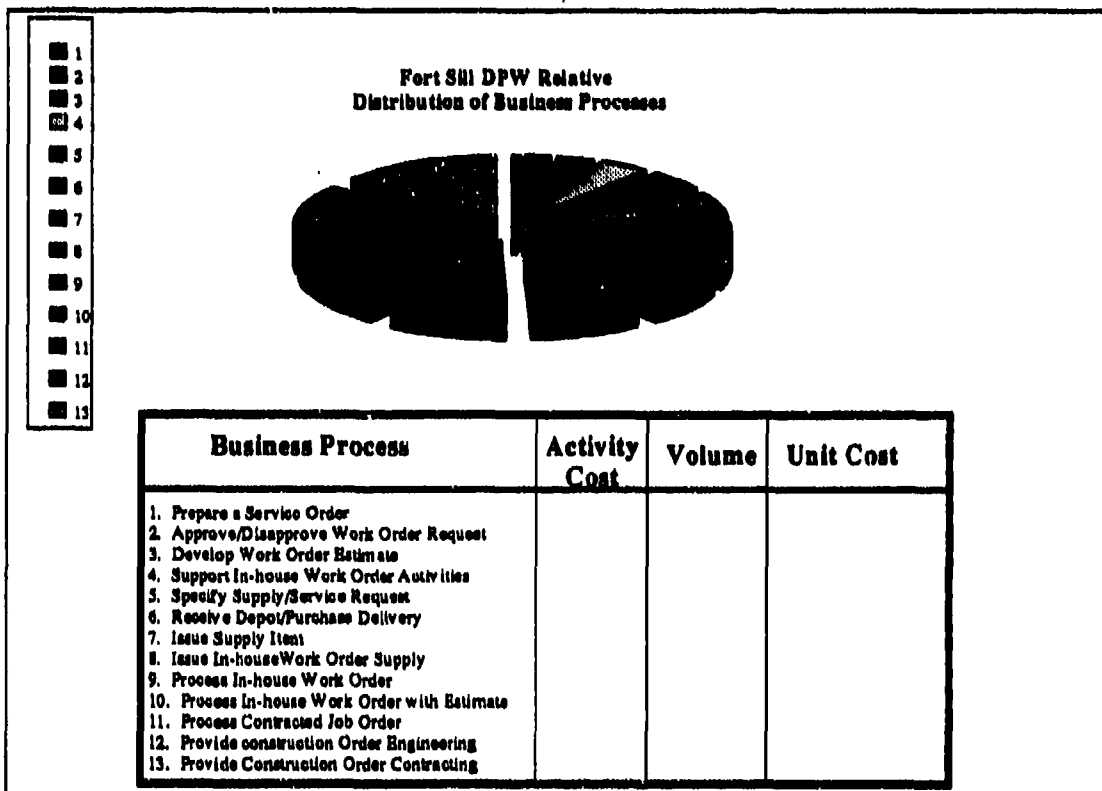 1
2
3
4
5
6
7
8
9
10
11
12
13
Fort Sill DPW Relative
Distribution of Business Processes
Business Process Activity Cost Volume Unit Cost
1. Prepare a Service Order
2. Approve/Disapprove Work Order Request
3. Develop Work Order Estimate
4. Support In-house Work Order Activities
5. Specify Supply/Service Request
6. Receive Depot/Purchase Delivery
7. Issue Supply Item
8. Issue In-houseWork Order Supply
9. Process In-house Work Order
10. Process In-house Work Order with Estimate
11. Process Contracted Job Order
12. Provide construction Order Engineering
13. Provide Construction Order Contracting